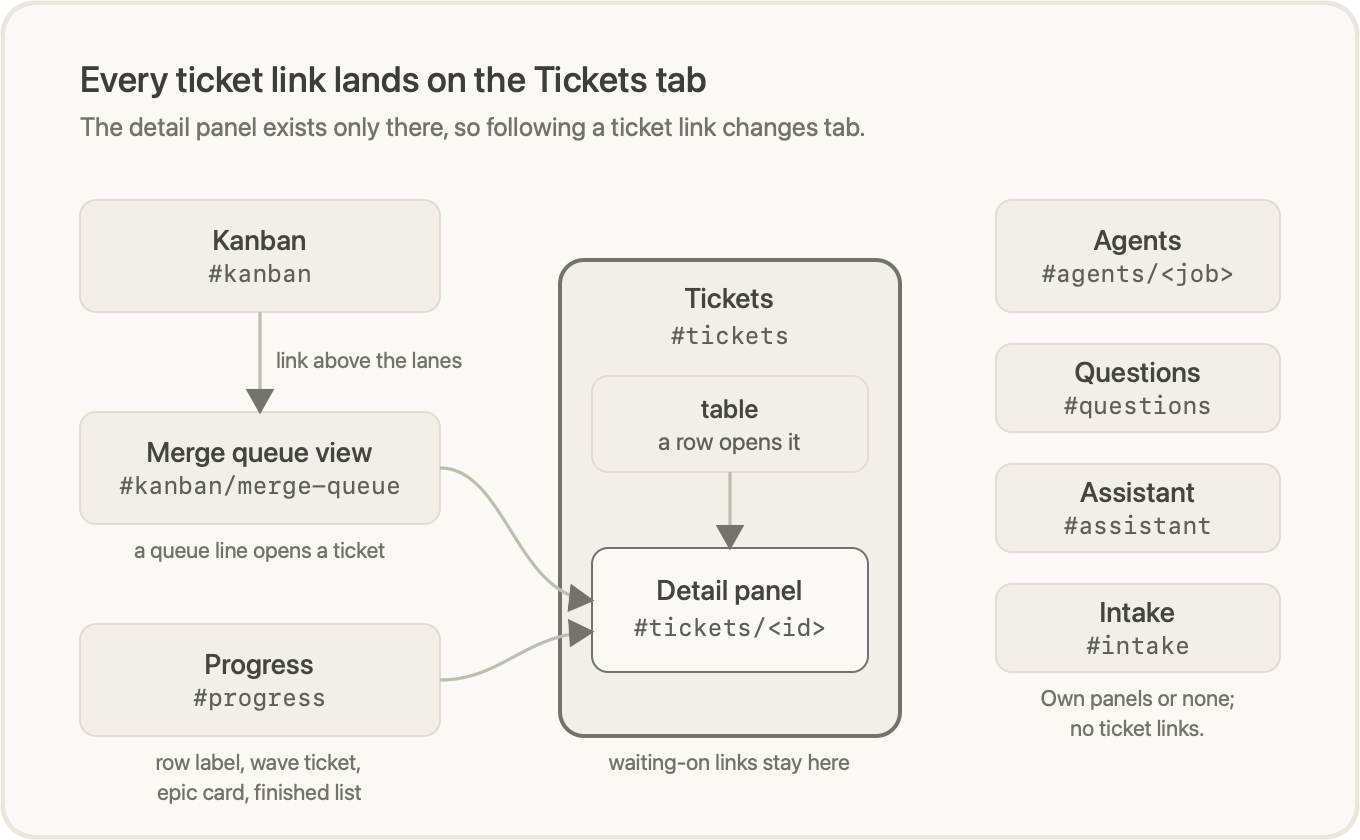 Every ticket link lands on the Tickets tab
The detail panel exists only there, so following a ticket link changes tab.
Kanban
#kanban
link above the lanes
Merge queue view
#kanban/merge-queue
a queue line opens a ticket
Progress
#progress
row label, wave ticket,
epic card, finished list
Tickets
#tickets
table
a row opens it
Detail panel
#tickets/<id>
waiting-on links stay here
Agents
#agents/<job>
Questions
#questions
Assistant
#assistant
Intake
#intake
Own panels or none;
no ticket links.